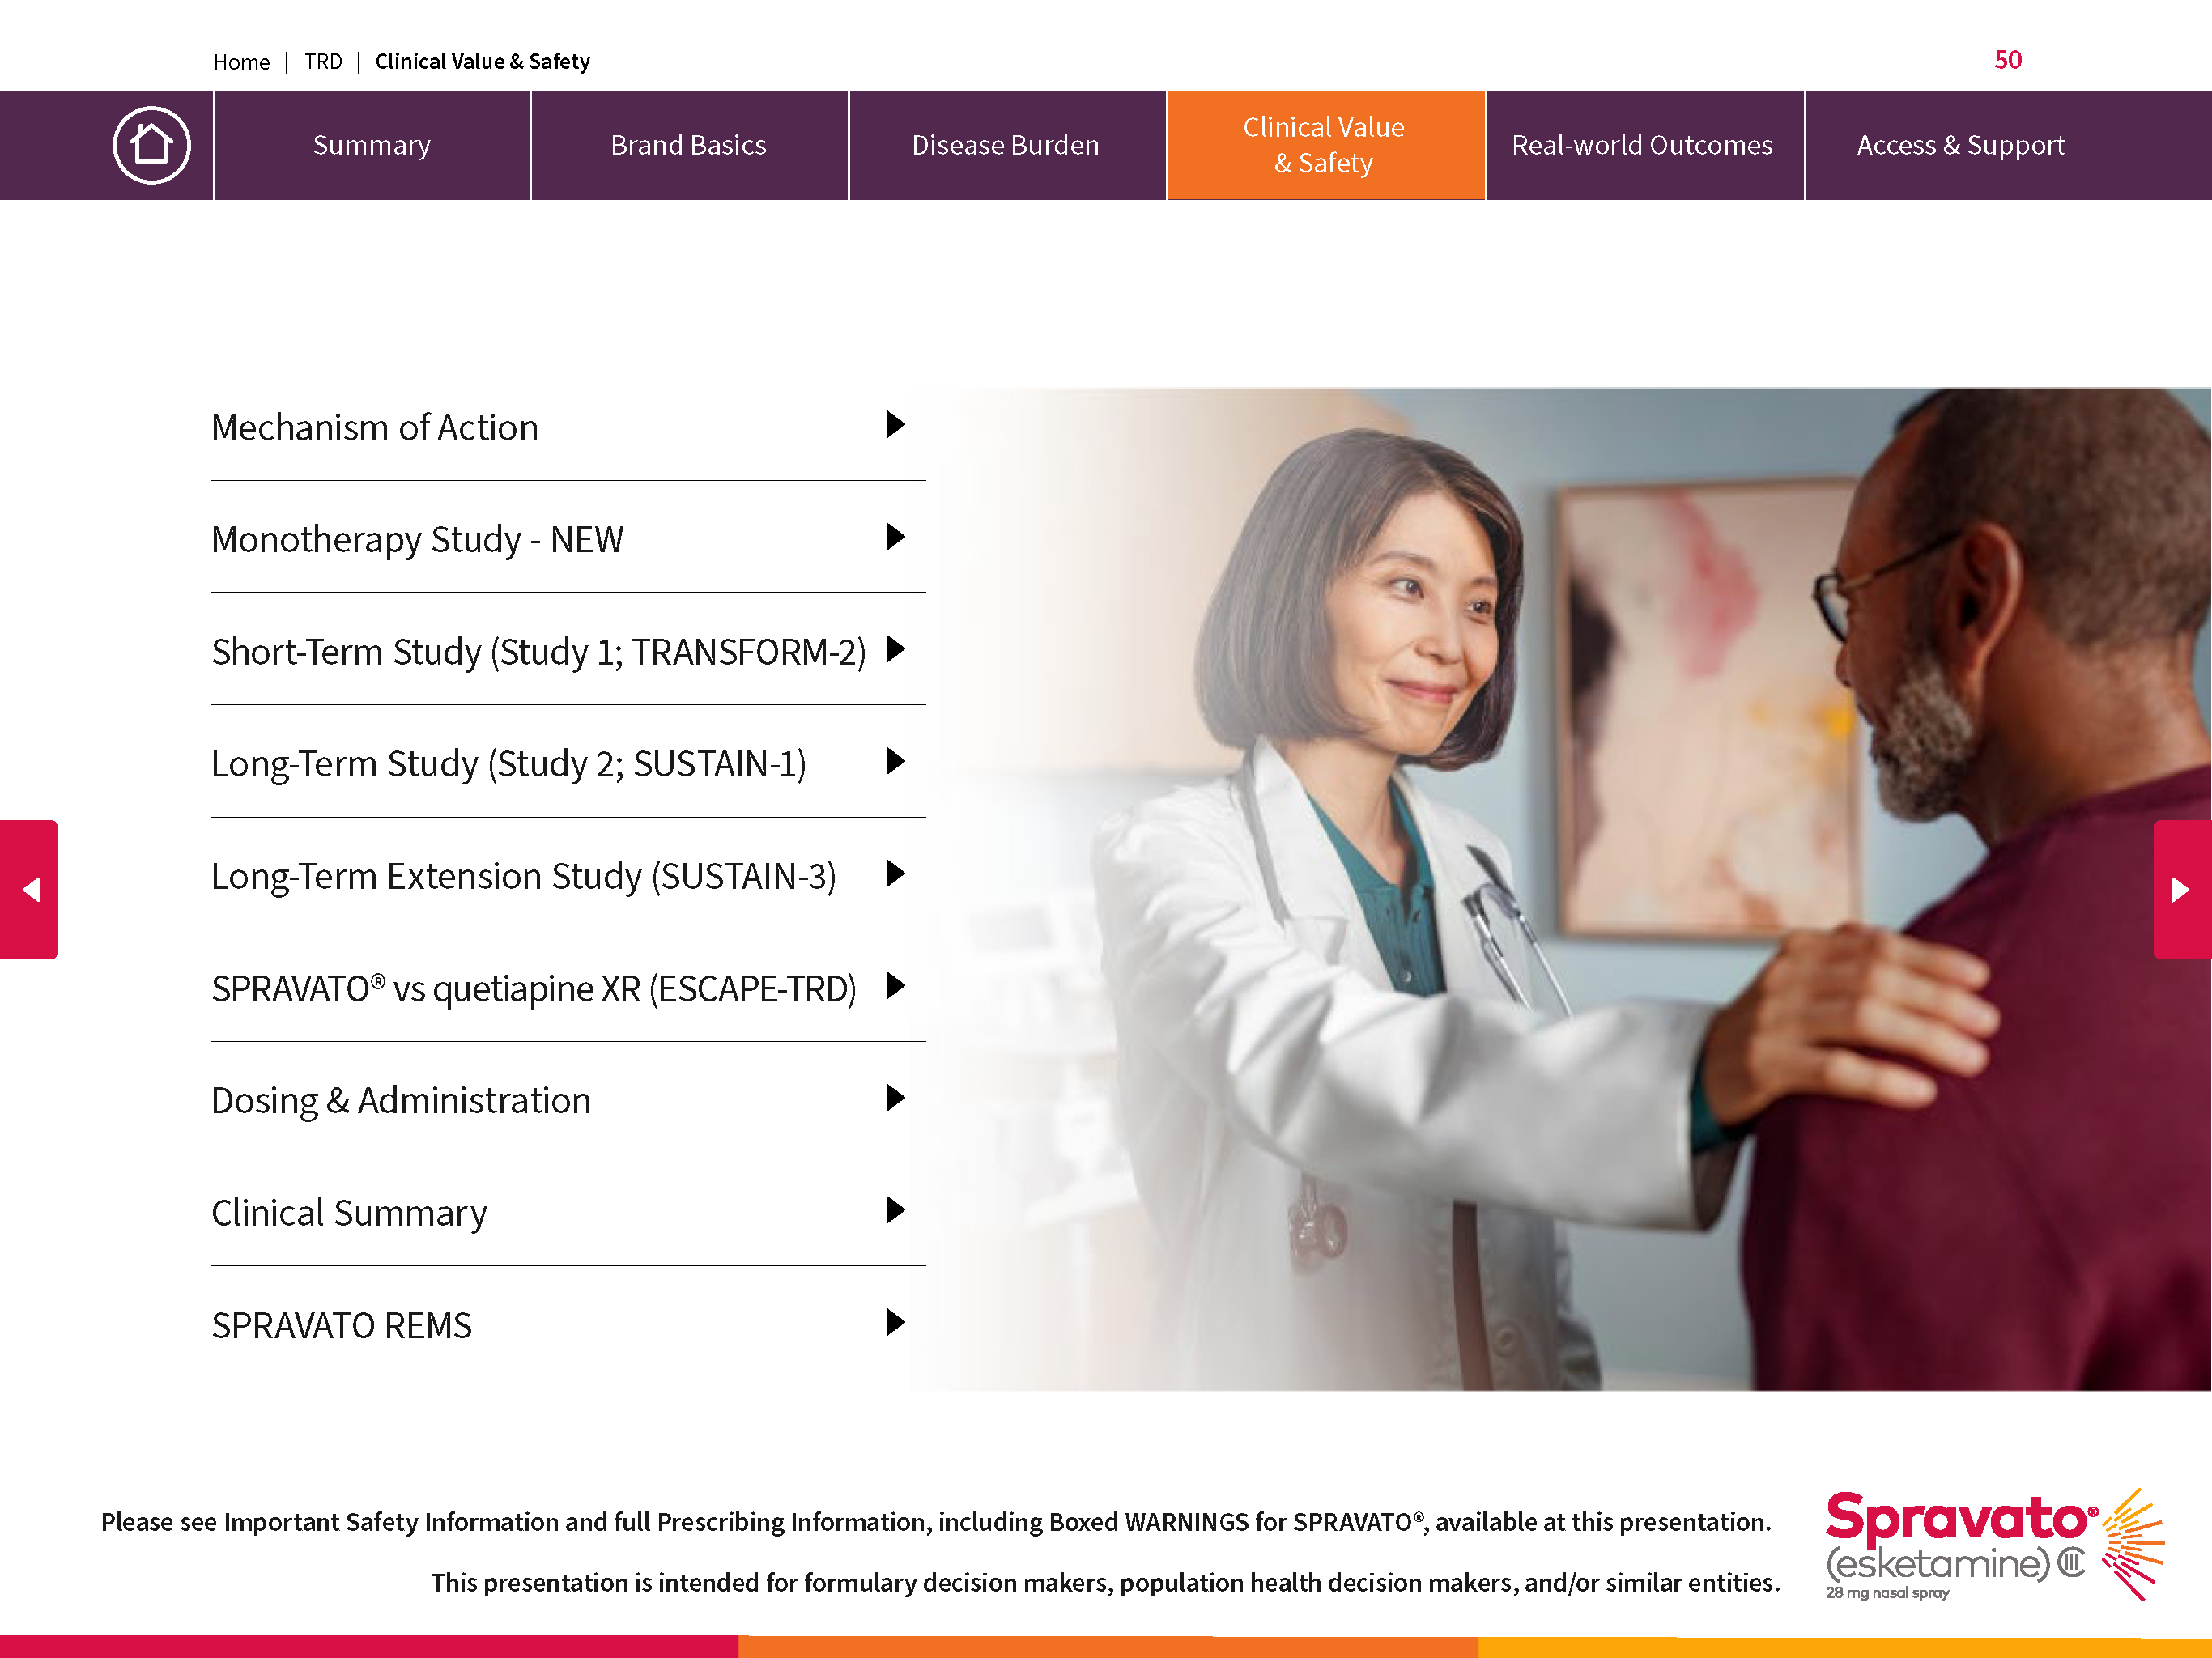 Home | TRD | Clinical Value & Safety
50
Summary
Brand Basics
Disease Burden
Clinical Value
& Safety
Real-world Outcomes
Access & Support
Mechanism of Action
Monotherapy Study - NEW
Short-Term Study (Study 1; TRANSFORM-2)
Long-Term Study (Study 2; SUSTAIN-1)
Long-Term Extension Study (SUSTAIN-3)
SPRAVATO® vs quetiapine XR (ESCAPE-TRD)
Dosing & Administration
Clinical Summary
SPRAVATO REMS
Please see Important Safety Information and full Prescribing Information, including Boxed WARNINGS for SPRAVATO®, available at this presentation.
This presentation is intended for formulary decision makers, population health decision makers, and/or similar entities.
Spravato®
(esketamine) CIII
28 mg nasal spray